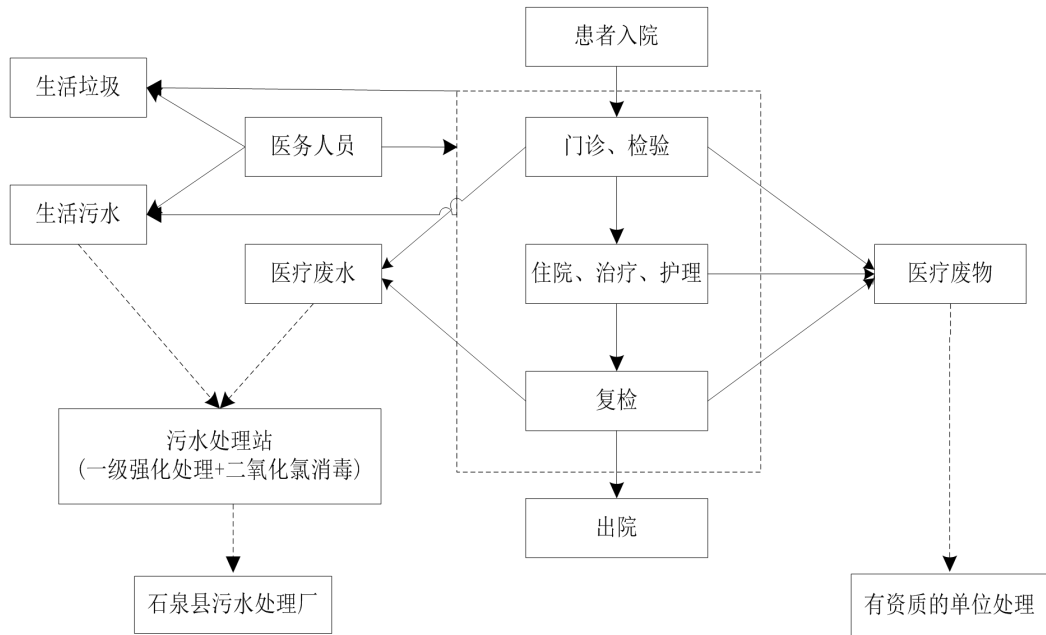 患者入院
生活垃圾
医务人员
门诊、检验
生活污水
医疗废水
住院、治疗、护理
医疗废物
复检
污水处理站
(一级强化处理+二氧化氯消毒)
出院
石泉县污水处理厂
有资质的单位处理